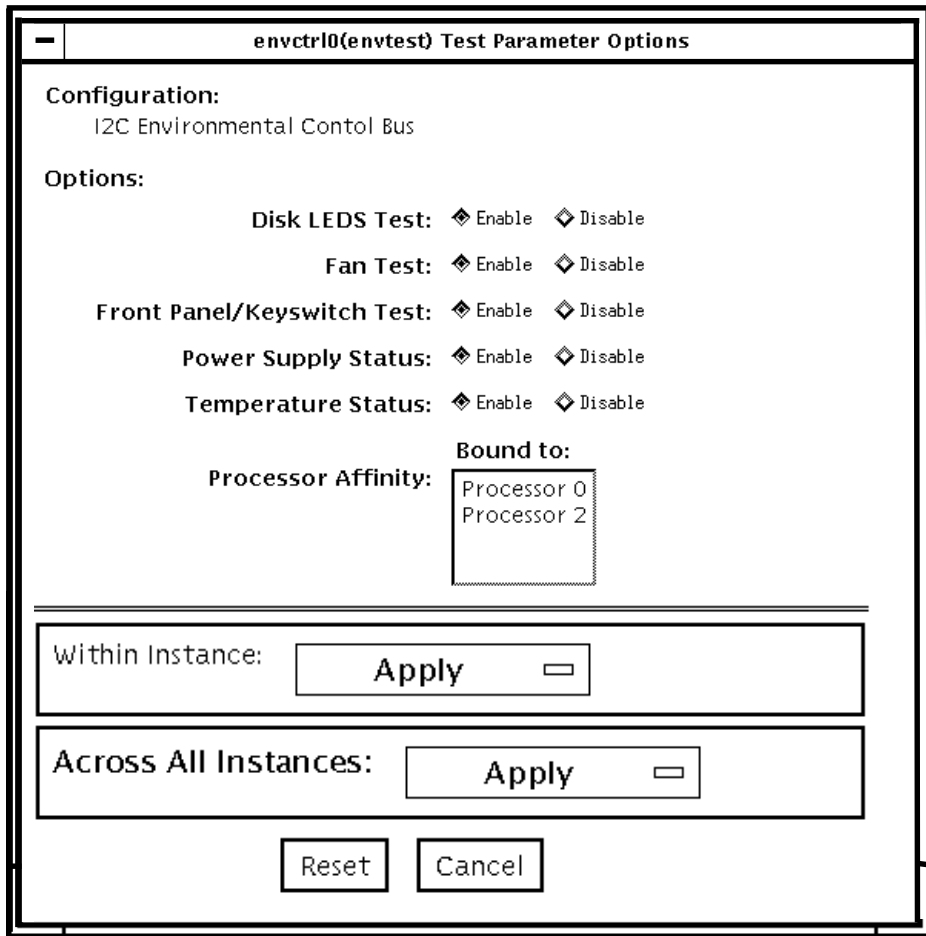 envctrl0(envtest) Test Parameter Options
Configuration:
I2C Environmental Contol Bus
Options:
Disk LEDS Test: Enable Disable
Fan Test: Enable Disable
Front Panel/Keyswitch Test: Enable Disable
Power Supply Status: Enable Disable
Temperature Status: Enable Disable
Bound to:
Processor Affinity:
Processor 0
Processor 2
Within Instance: Apply
Across All Instances: Apply
Reset Cancel